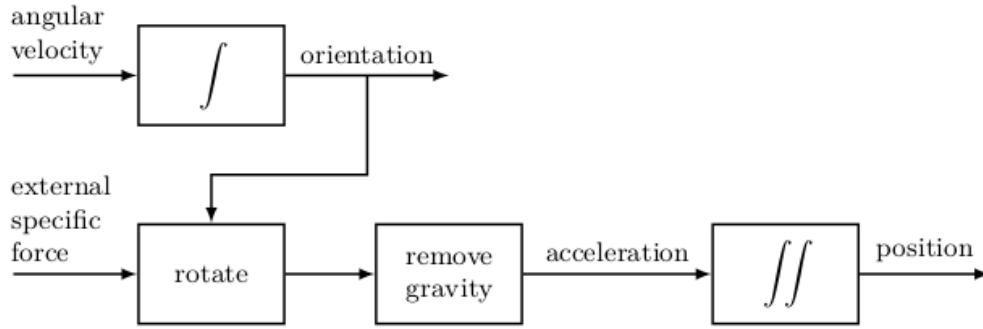 angular
velocity
∫
orientation
external
specific
force
rotate
remove
gravity
acceleration
∬
position